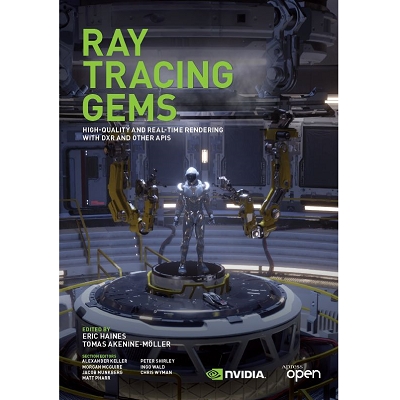 RAY
TRACING
GEMS
HIGH-QUALITY AND REAL-TIME RENDERING
WITH DXR AND OTHER APIS
EDITED BY
ERIC HAINES
TOMAS AKENINE-MÖLLER
SECTION EDITORS
ALEXANDER KELLER
MORGAN MCGUIRE
JACOB MUNKBERG
MATT PHARR
PETER SHIRLEY
INGO WALD
CHRIS WYMAN
NVIDIA.
apress
open